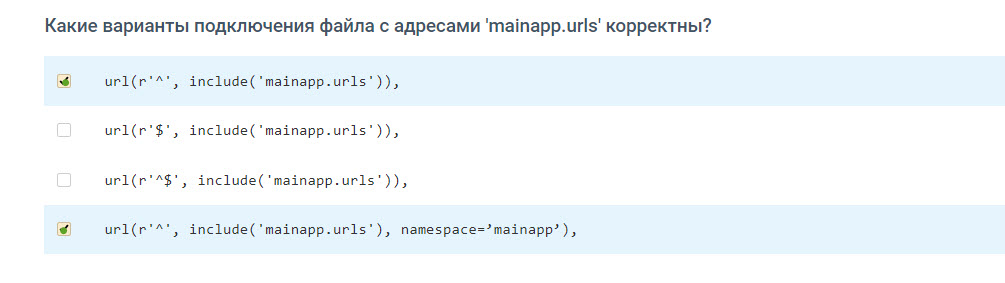 Какие варианты подключения файла с адресами 'mainapp.urls' корректны?
url(r'^', include('mainapp.urls')),
url(r'$', include('mainapp.urls')),
url(r'^$', include('mainapp.urls')),
url(r'^', include('mainapp.urls'), namespace=’mainapp’),